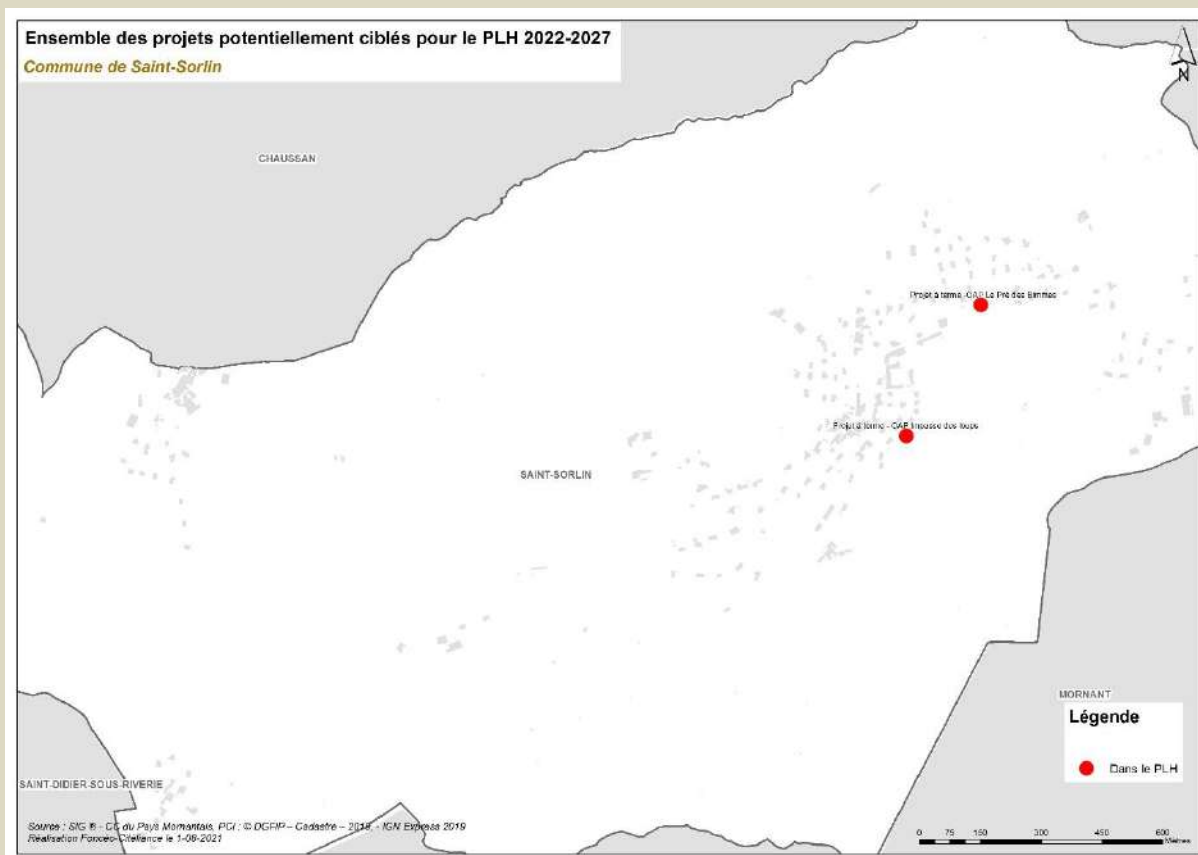 Ensemble des projets potentiellement ciblés pour le PLH 2022-2027
Commune de Saint-Sorlin
N
CHAUSSAN
Projet à terme - OAP Le Pré des
Projet à terme - OAP Impasse des loups
SAINT-SORLIN
MORNANT
Légende
Dans le PLH
SAINT-DIDIER-SOUS-RIVERIE
Source : SIG © - CC du Pays Mornantais, PCI : © DGFIP – Cadastre – 2019, - IGN Express 2019
Réalisation Foncéo-Citéliance le 1-06-2021
0 75 150 300 450 600
Mètres